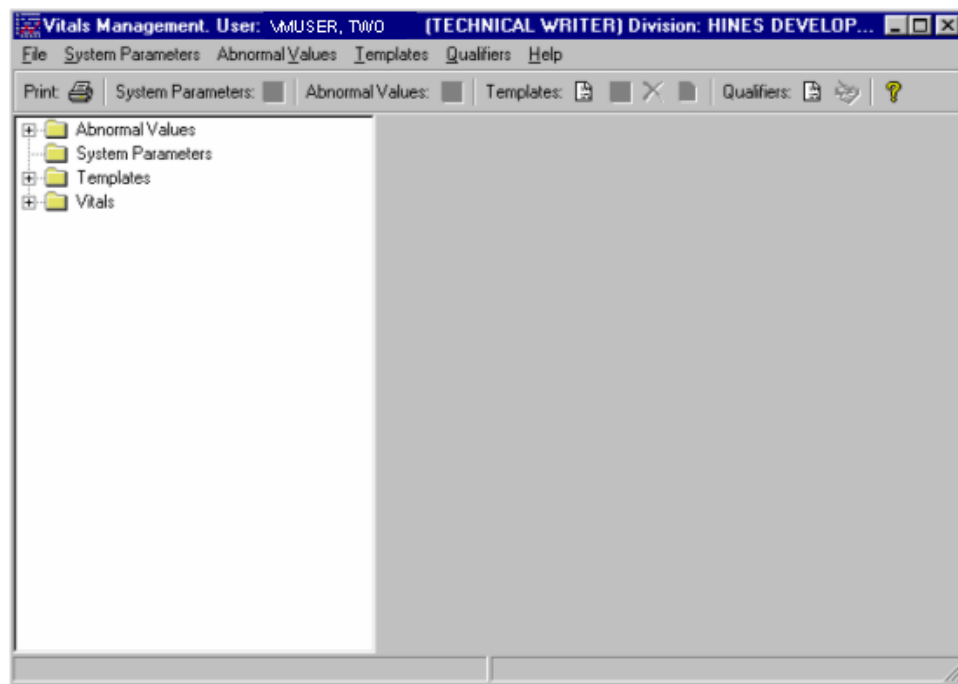 Vitals Management. User: VMUSER, TWO (TECHNICAL WRITER) Division: HINES DEVELOP...
File System Parameters Abnormal Values Templates Qualifiers Help
Print: System Parameters: Abnormal Values: Templates: Qualifiers:
Abnormal Values
System Parameters
Templates
Vitals